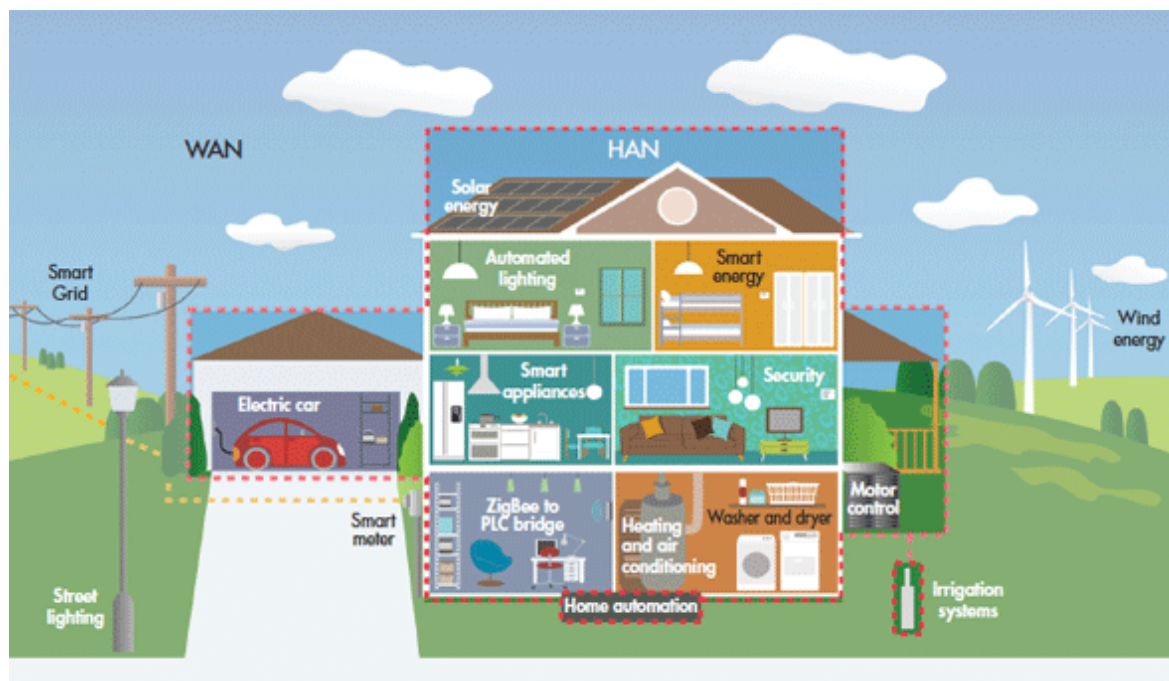 WAN
HAN
Solar
energy
Automated
lighting
Smart
energy
Smart
Grid
Wind
energy
Smart
appliances
Security
Electric car
ZigBee to
PLC bridge
Heating
and air
conditioning
Washer and dryer
Motor
control
Smart
meter
Street
lighting
Home automation
Irrigation
systems